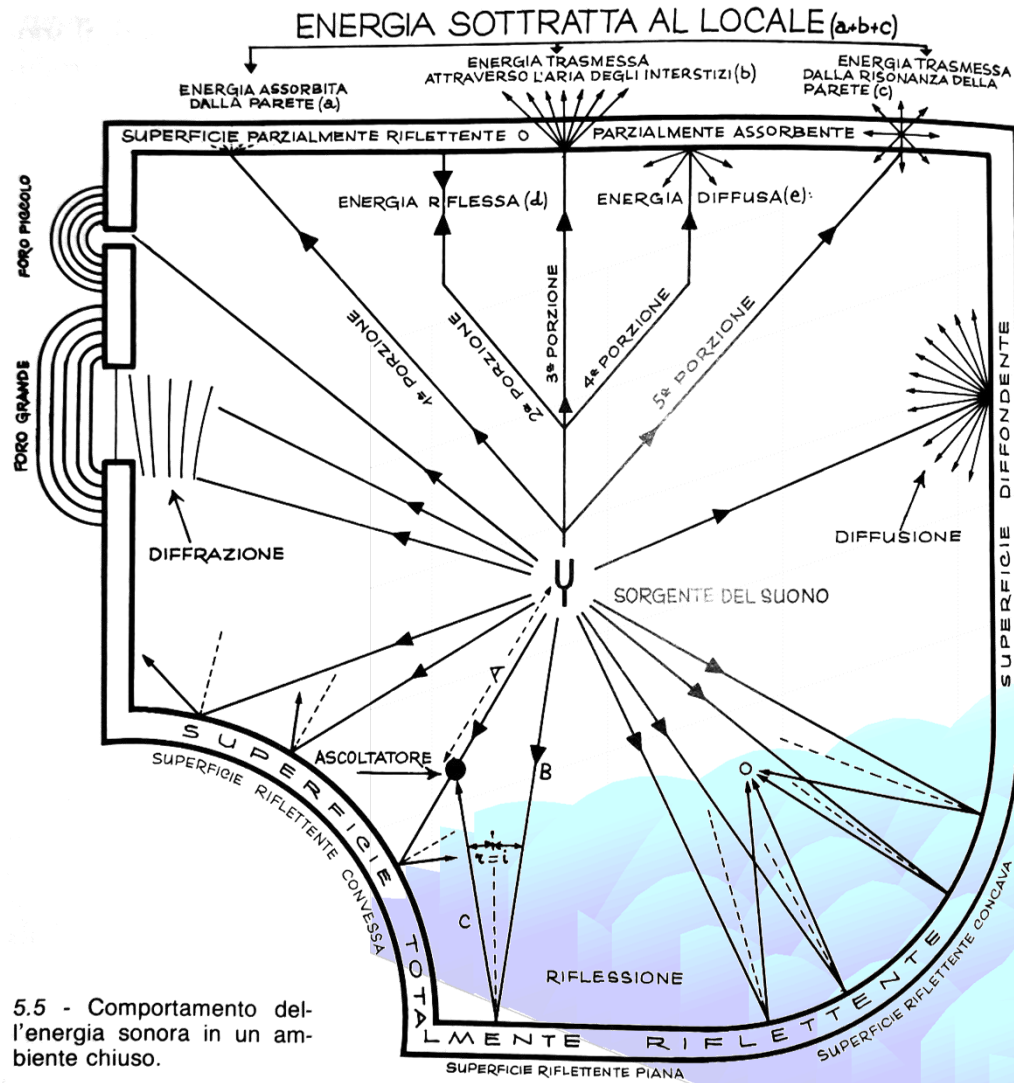 ENERGIA SOTTRATTA AL LOCALE (a+b+c)
ENERGIA ASSORBITA
DALLA PARETE (a)
ENERGIA TRASMESSA
ATTRAVERSO L'ARIA DEGLI INTERSTIZI (b)
ENERGIA TRASMESSA
DALLA RISONANZA DELLA
PARETE (c)
SUPERFICIE PARZIALMENTE RIFLETTENTE O PARZIALMENTE ASSORBENTE
FORO PICCOLO
ENERGIA RIFLESSA (d)
ENERGIA DIFFUSA (e):
1ª PORZIONE
2ª PORZIONE
3ª PORZIONE
4ª PORZIONE
5ª PORZIONE
FORO GRANDE
DIFFRAZIONE
DIFFUSIONE
SUPERFICIE DIFFONDENTE
SORGENTE DEL SUONO
A
ASCOLTATORE
B
r=i
C
RIFLESSIONE
SUPERFICIE TOTALMENTE RIFLETTENTE
SUPERFICIE RIFLETTENTE CONVESSA
SUPERFICIE RIFLETTENTE PIANA
SUPERFICIE RIFLETTENTE CONCAVA
5.5 - Comportamento del-
l'energia sonora in un am-
biente chiuso.